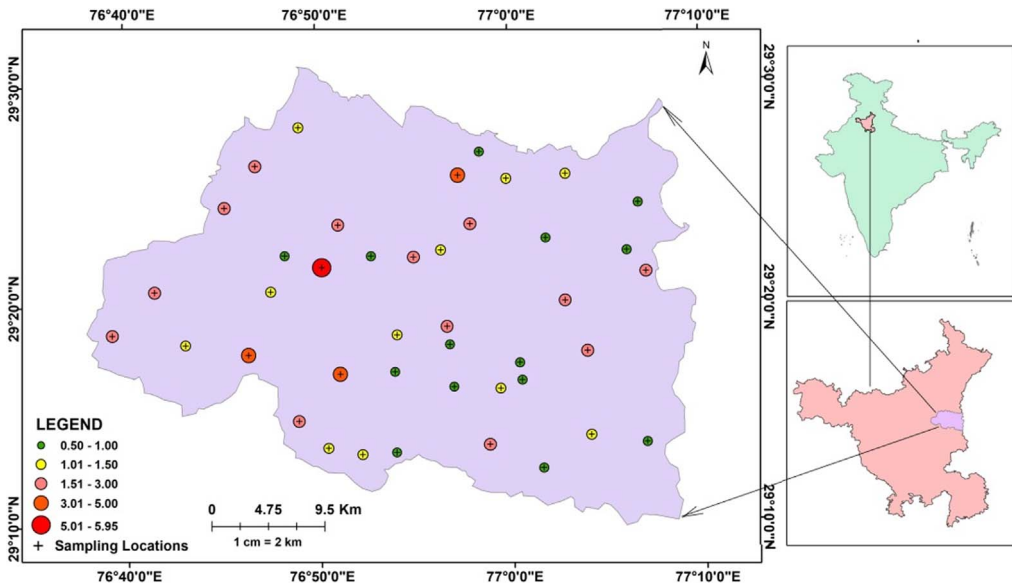 76°40'0"E 76°50'0"E 77°0'0"E 77°10'0"E
N
29°30'0"N 29°30'0"N
29°20'0"N 29°20'0"N
29°10'0"N 29°10'0"N
LEGEND
0.50 - 1.00
1.01 - 1.50
1.51 - 3.00
3.01 - 5.00
5.01 - 5.95
+ Sampling Locations
0 4.75 9.5 Km
1 cm = 2 km
76°40'0"E 76°50'0"E 77°0'0"E 77°10'0"E